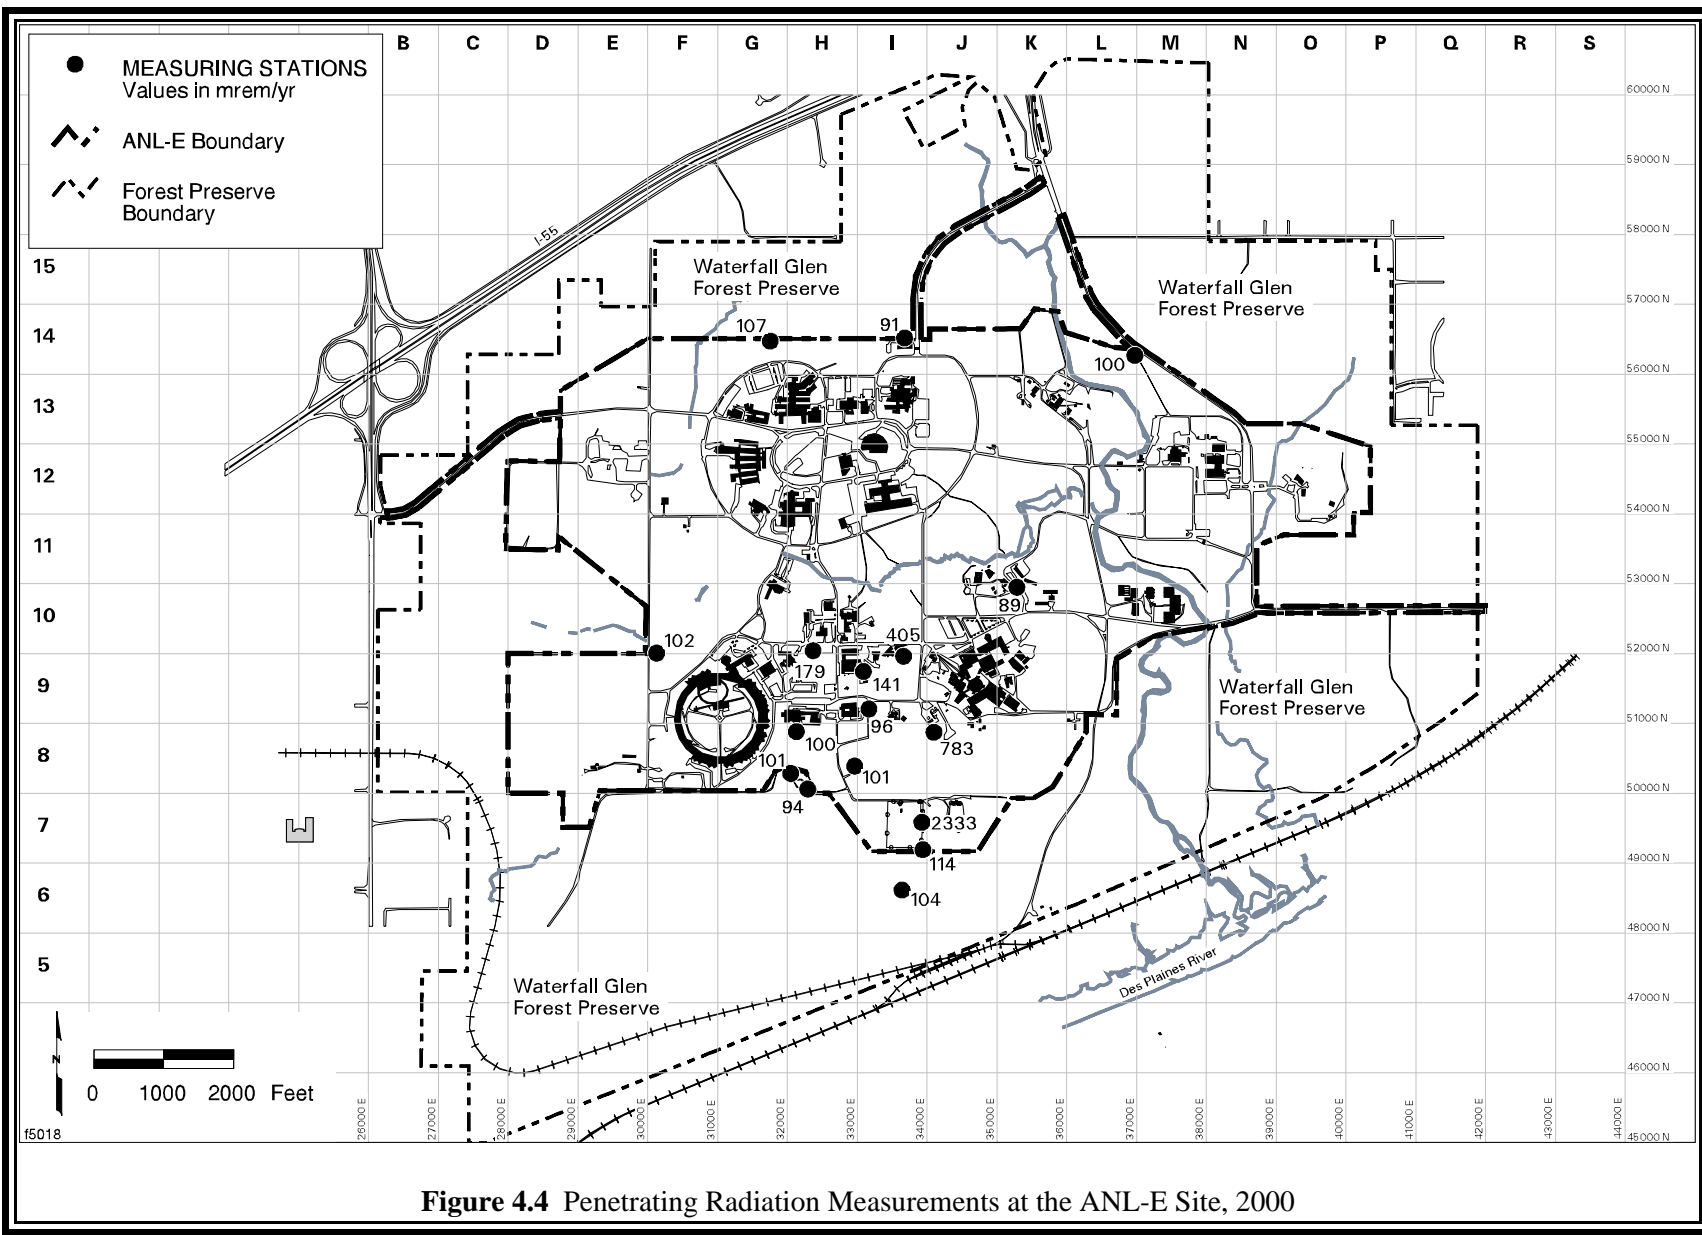 B C D E F G H I J K L M N O P Q R S
MEASURING STATIONS
Values in mrem/yr
ANL-E Boundary
Forest Preserve
Boundary
60000 N
59000 N
58000 N
57000 N
56000 N
55000 N
54000 N
53000 N
52000 N
51000 N
50000 N
49000 N
48000 N
47000 N
46000 N
45000 N
15
14
13
12
11
10
9
8
7
6
5
I-55
Waterfall Glen
Forest Preserve
Waterfall Glen
Forest Preserve
107
91
100
89
102
405
179
141
96
100
783
101
101
94
2333
114
104
Waterfall Glen
Forest Preserve
Waterfall Glen
Forest Preserve
Des Plaines River
N
0 1000 2000 Feet
26000 E
27000 E
28000 E
29000 E
30000 E
31000 E
32000 E
33000 E
34000 E
35000 E
36000 E
37000 E
38000 E
39000 E
40000 E
41000 E
42000 E
43000 E
44000 E
f5018
Figure 4.4 Penetrating Radiation Measurements at the ANL-E Site, 2000